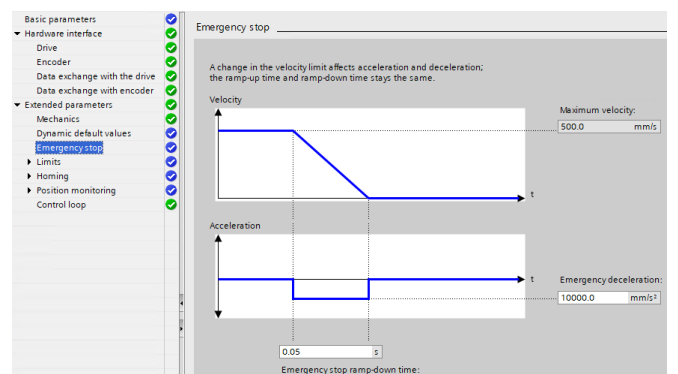 Basic parameters
Hardware interface
Drive
Encoder
Data exchange with the drive
Data exchange with encoder
Extended parameters
Mechanics
Dynamic default values
Emergency stop
Limits
Homing
Position monitoring
Control loop
Emergency stop
A change in the velocity limit affects acceleration and deceleration;
the ramp-up time and ramp-down time stays the same.
Velocity
Maximum velocity:
500.0 mm/s
t
Acceleration
t
Emergency deceleration:
10000.0 mm/s²
0.05 s
Emergency stop ramp-down time: